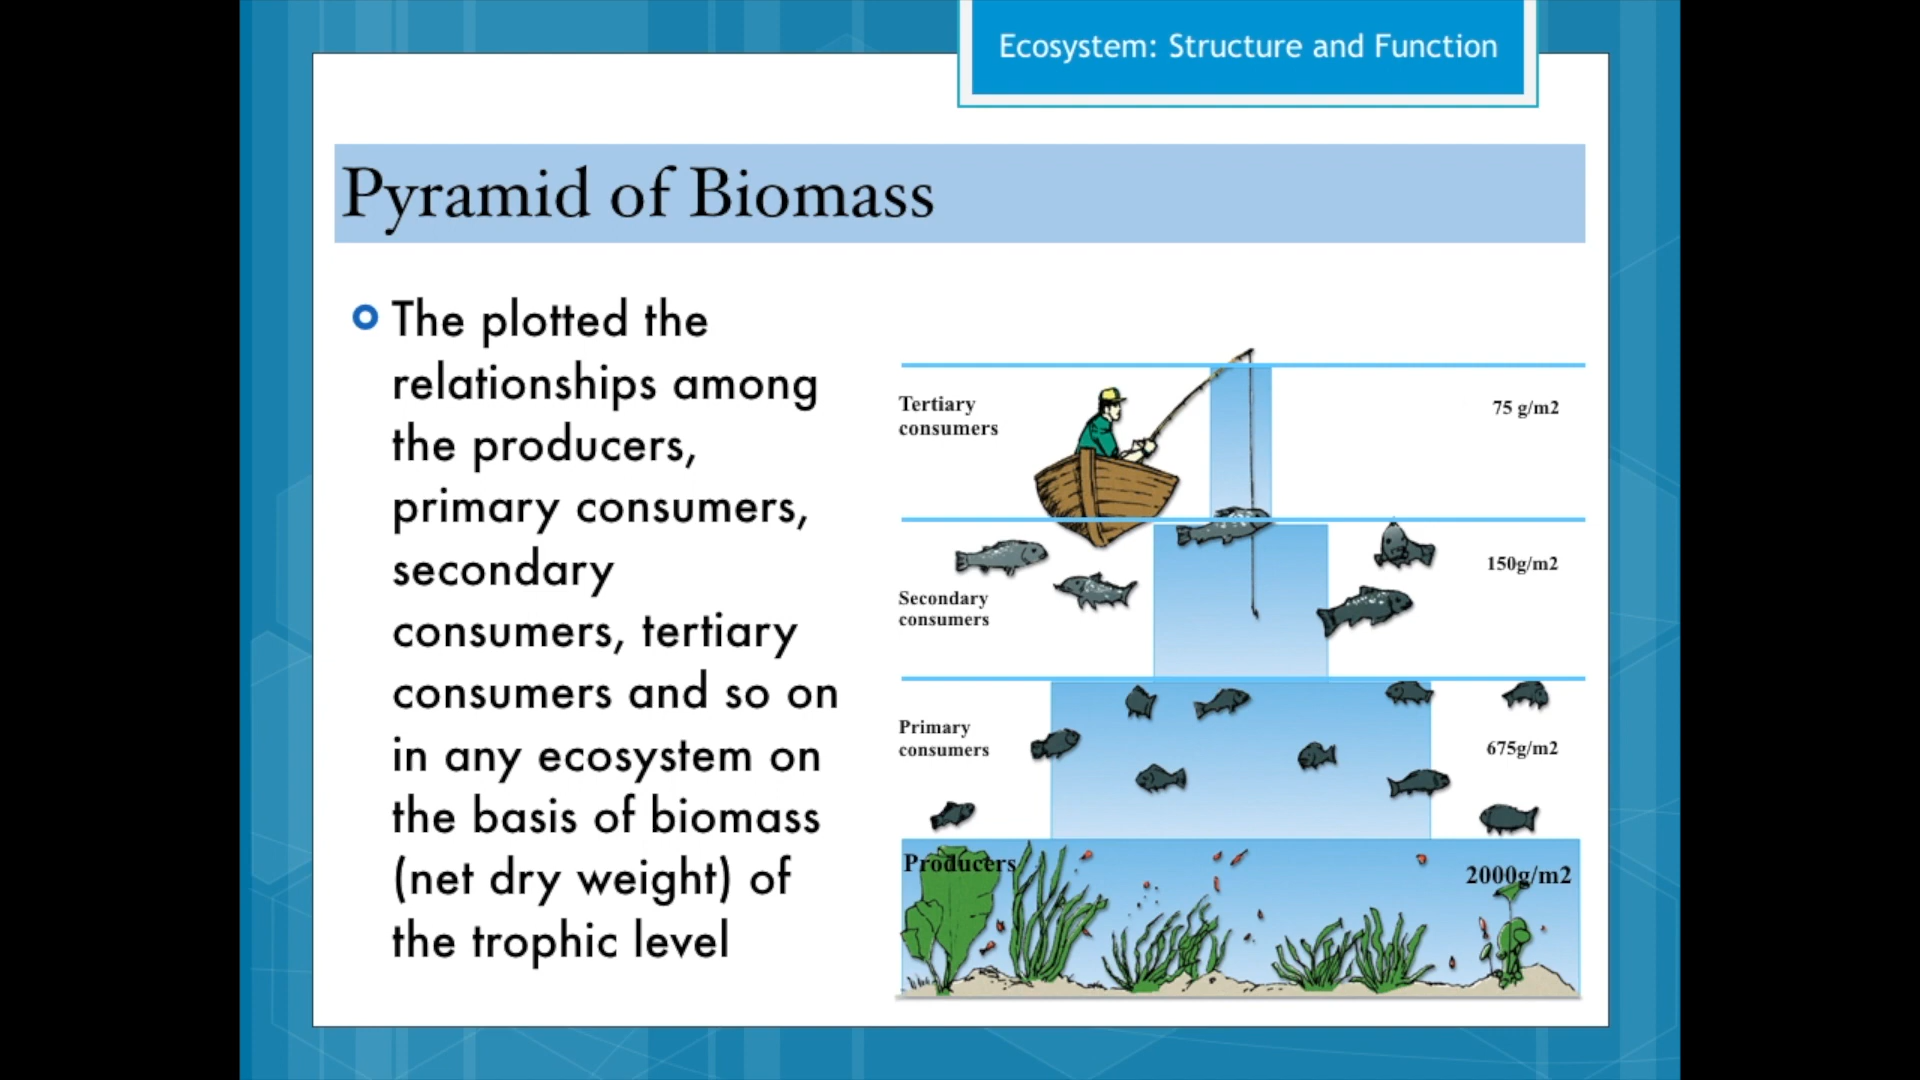 Ecosystem: Structure and Function
Pyramid of Biomass
The plotted the
relationships among
the producers,
primary consumers,
secondary
consumers, tertiary
consumers and so on
in any ecosystem on
the basis of biomass
(net dry weight) of
the trophic level
Tertiary
consumers
75 g/m2
Secondary
consumers
150g/m2
Primary
consumers
675g/m2
Producers
2000g/m2